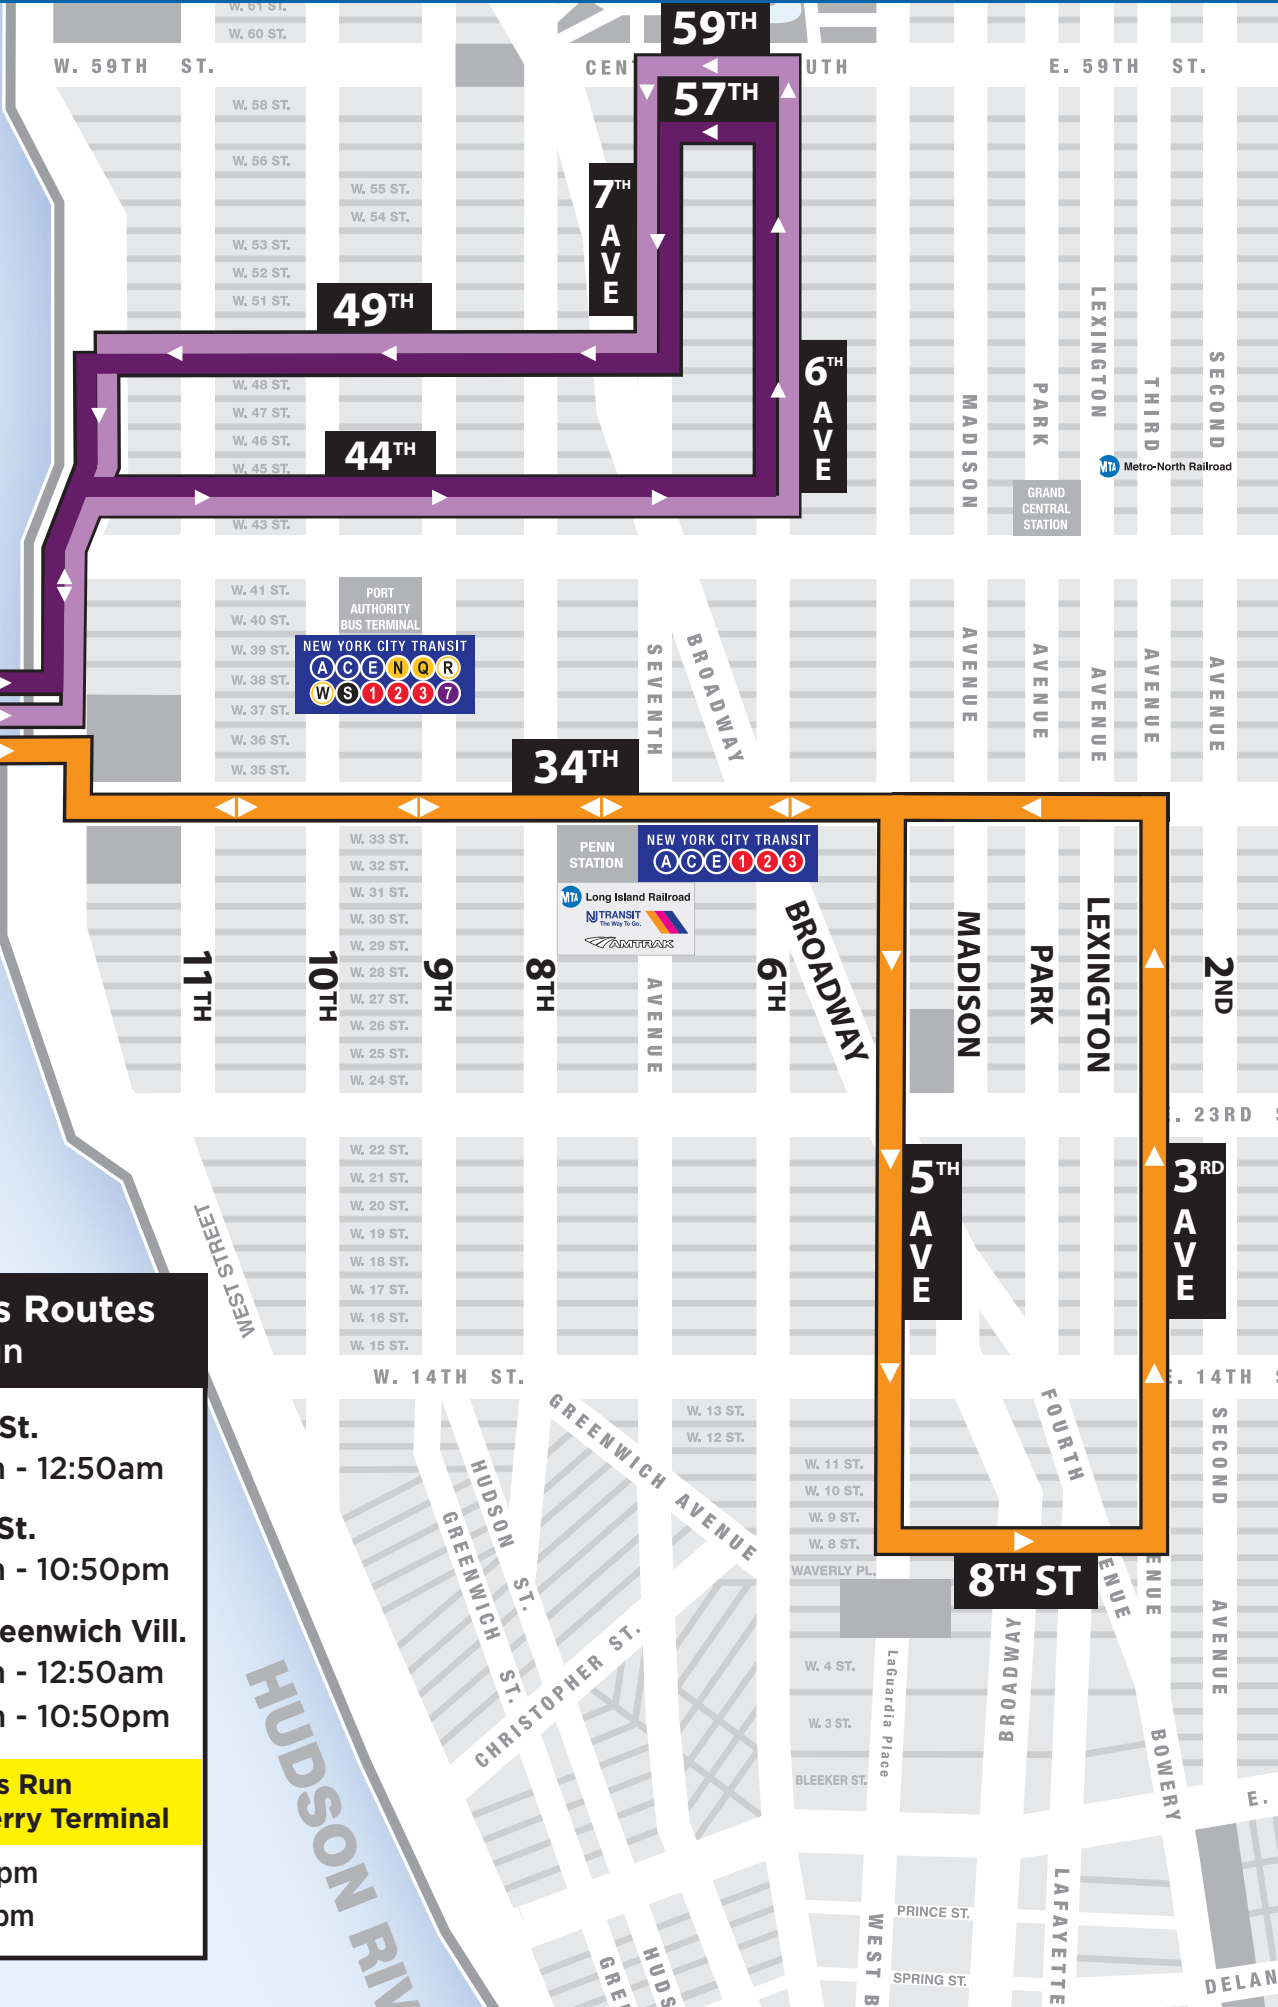 W. 61 ST.
W. 60 ST.
59TH
W. 59TH ST.
CEN
UTH
E. 59TH ST.
57TH
W. 58 ST.
W. 56 ST.
W. 55 ST.
W. 54 ST.
W. 53 ST.
W. 52 ST.
W. 51 ST.
7TH
AVE
49TH
6TH
AVE
W. 48 ST.
W. 47 ST.
W. 46 ST.
W. 45 ST.
44TH
W. 43 ST.
MADISON
PARK
LEXINGTON
THIRD
SECOND
MTA Metro-North Railroad
GRAND
CENTRAL
STATION
W. 41 ST.
W. 40 ST.
W. 39 ST.
W. 38 ST.
W. 37 ST.
W. 36 ST.
W. 35 ST.
PORT
AUTHORITY
BUS TERMINAL
NEW YORK CITY TRANSIT
A C E N Q R
W S 1 2 3 7
SEVENTH
BROADWAY
AVENUE
AVENUE
AVENUE
AVENUE
AVENUE
34TH
PENN
STATION
NEW YORK CITY TRANSIT
A C E 1 2 3
MTA Long Island Railroad
NJ TRANSIT
The Way To Go.
AMTRAK
W. 33 ST.
W. 32 ST.
W. 31 ST.
W. 30 ST.
W. 29 ST.
W. 28 ST.
W. 27 ST.
W. 26 ST.
W. 25 ST.
W. 24 ST.
11TH
10TH
9TH
8TH
AVENUE
6TH
BROADWAY
MADISON
PARK
LEXINGTON
2ND
E. 23RD S
W. 22 ST.
W. 21 ST.
W. 20 ST.
W. 19 ST.
W. 18 ST.
W. 17 ST.
W. 16 ST.
W. 15 ST.
WEST STREET
5TH
AVE
3RD
AVE
s Routes
n
St.
n - 12:50am
St.
n - 10:50pm
eenwich Vill.
n - 12:50am
n - 10:50pm
s Run
erry Terminal
pm
pm
W. 14TH ST.
E. 14TH S
GREENWICH AVENUE
W. 13 ST.
W. 12 ST.
W. 11 ST.
W. 10 ST.
W. 9 ST.
W. 8 ST.
WAVERLY PL.
HUDSON ST.
GREENWICH ST.
CHRISTOPHER ST.
FOURTH
ENUE
ENUE
SECOND
AVENUE
8TH ST
W. 4 ST.
W. 3 ST.
BLEEKER ST.
LaGuardia Place
BROADWAY
BOWERY
E.
HUDSON RIV
GREE
HUDS
WEST B
PRINCE ST.
SPRING ST.
LAFAYETTE
DELAN